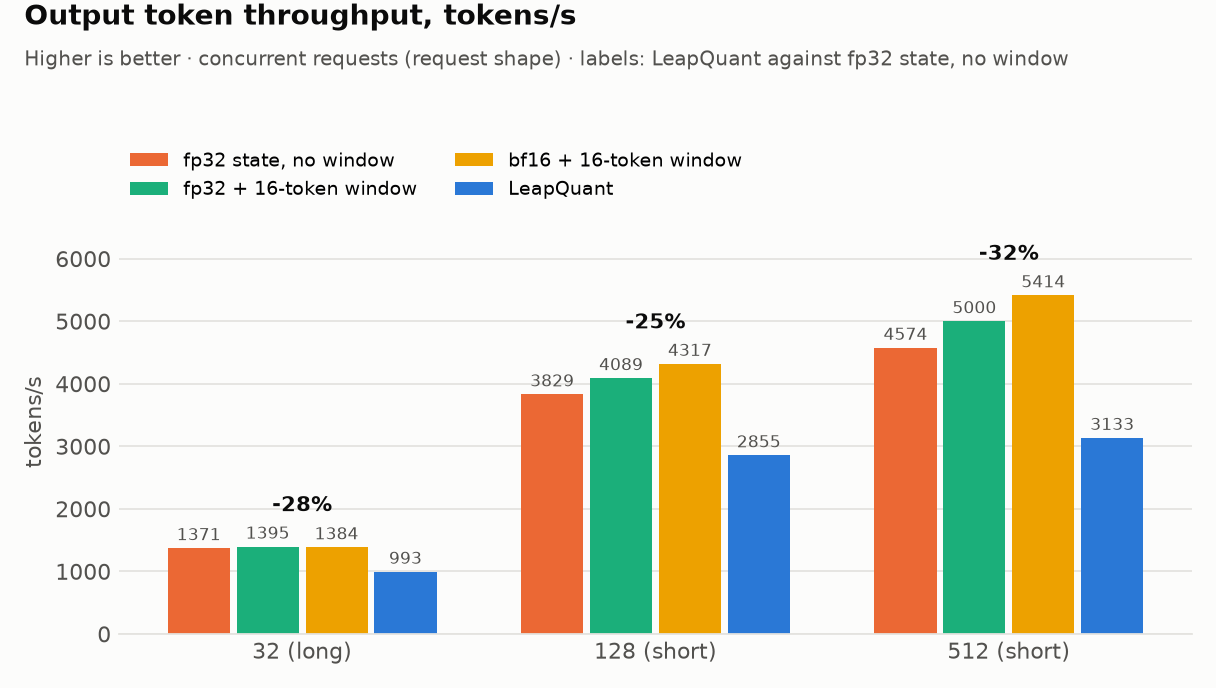 Output token throughput, tokens/s
Higher is better · concurrent requests (request shape) · labels: LeapQuant against fp32 state, no window
fp32 state, no window
bf16 + 16-token window
fp32 + 16-token window
LeapQuant
tokens/s
6000
5000
4000
3000
2000
1000
0
-28%
1371
1395
1384
993
-25%
3829
4089
4317
2855
-32%
4574
5000
5414
3133
32 (long)
128 (short)
512 (short)